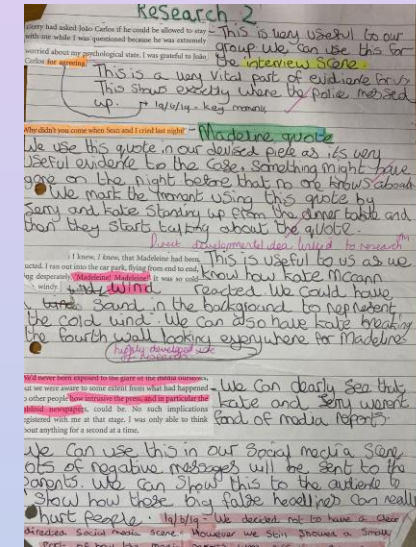 Research 2
Gerry had asked João Carlos if he could be allowed to stay
with me while I was questioned because he was extremely
worried about my psychological state. I was grateful to João
Carlos for agreeing.
- This is very useful to our
group we can use this for
the interview scene
This is a very vital part of evidence for us
This shows exactly where the police messed
up.
key moment
Why didn't you come when Sean and I cried last night
- Madeline quote
We use this quote in our devised piece as its very
useful evidence to the case, Something might have
gone on the night before that no one knows about
We mark the moment using this quote by
Gerry and Kate Standing up from the dinner table and
then they start talking about the quote.
Direct developmental idea linked to research
I knew, I knew, that Madeleine had been
ucted. I ran out into the car park, flying from end to end,
ng desperately, 'Madeleine! Madeleine!' It was so cold
windy.
This is useful to us as we
know how Kate McCann
reacted. We could have
wind
Sound in the background to represent
the cold wind. We can also have Kate breaking
the fourth wall looking everywhere for Madeline
highly developed use
of research
We'd never been exposed to the glare of the media ourselves,
but we were aware to some extent from what had happened
o other people how intrusive the press, and in particular the
tabloid newspapers, could be. No such implications
registered with me at that stage. I was only able to think
bout anything for a second at a time.
- We can clearly see that
Kate and Gerry weren't
fond of media reports.
We can use this in our Social media Scene
lots of negative messages will be sent to the
parents. We can Show this to the audience to
Show how those big false headlines can really
hurt people.
- We decided not to have a clear
directed Social media scene. However we still Showed a Small